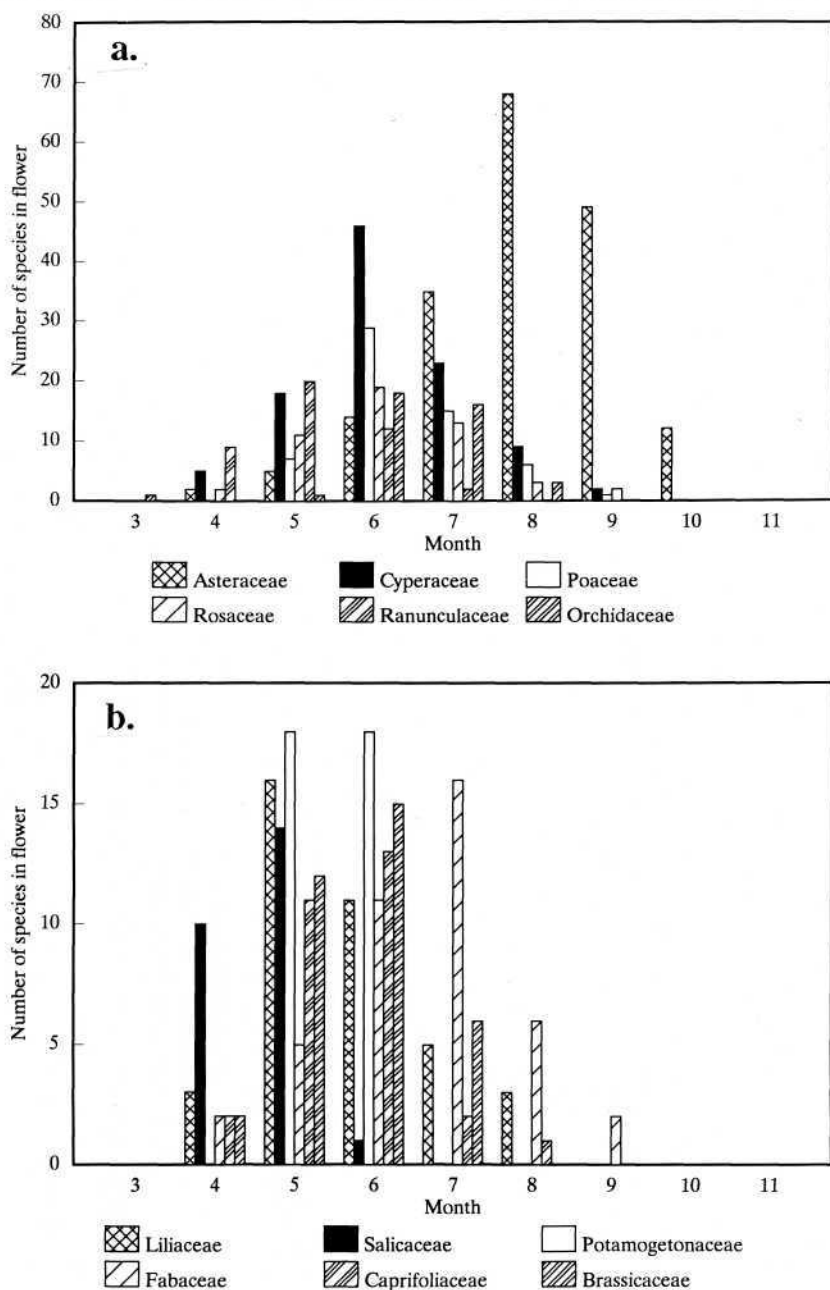 a.
Number of species in flower
80
70
60
50
40
30
20
10
0
3 4 5 6 7 8 9 10 11
Month
Asteraceae Cyperaceae Poaceae
Rosaceae Ranunculaceae Orchidaceae
b.
Number of species in flower
20
15
10
5
0
3 4 5 6 7 8 9 10 11
Month
Liliaceae Salicaceae Potamogetonaceae
Fabaceae Caprifoliaceae Brassicaceae